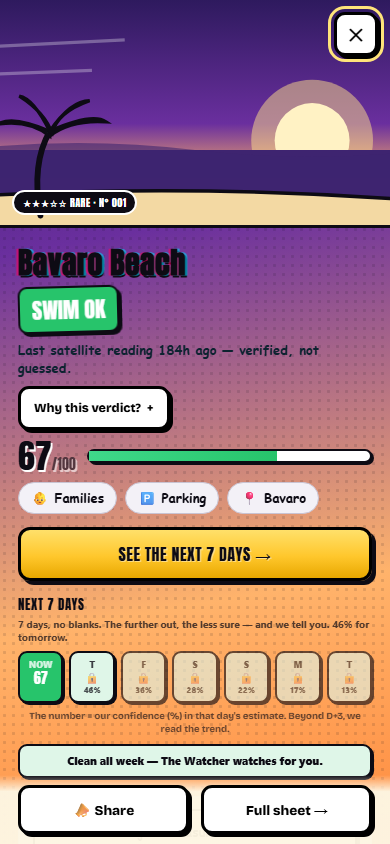 ★★★☆☆ RARE · Nº 001
Bavaro Beach
SWIM OK
Last satellite reading 184h ago — verified, not
guessed.
Why this verdict? +
67/100
Families
Parking
Bavaro
SEE THE NEXT 7 DAYS →
NEXT 7 DAYS
7 days, no blanks. The further out, the less sure — and we tell you. 46% for
tomorrow.
NOW T F S S M T
67
46% 36% 28% 22% 17% 13%
The number = our confidence (%) in that day's estimate. Beyond D+3, we
read the trend.
Clean all week — The Watcher watches for you.
Share
Full sheet →